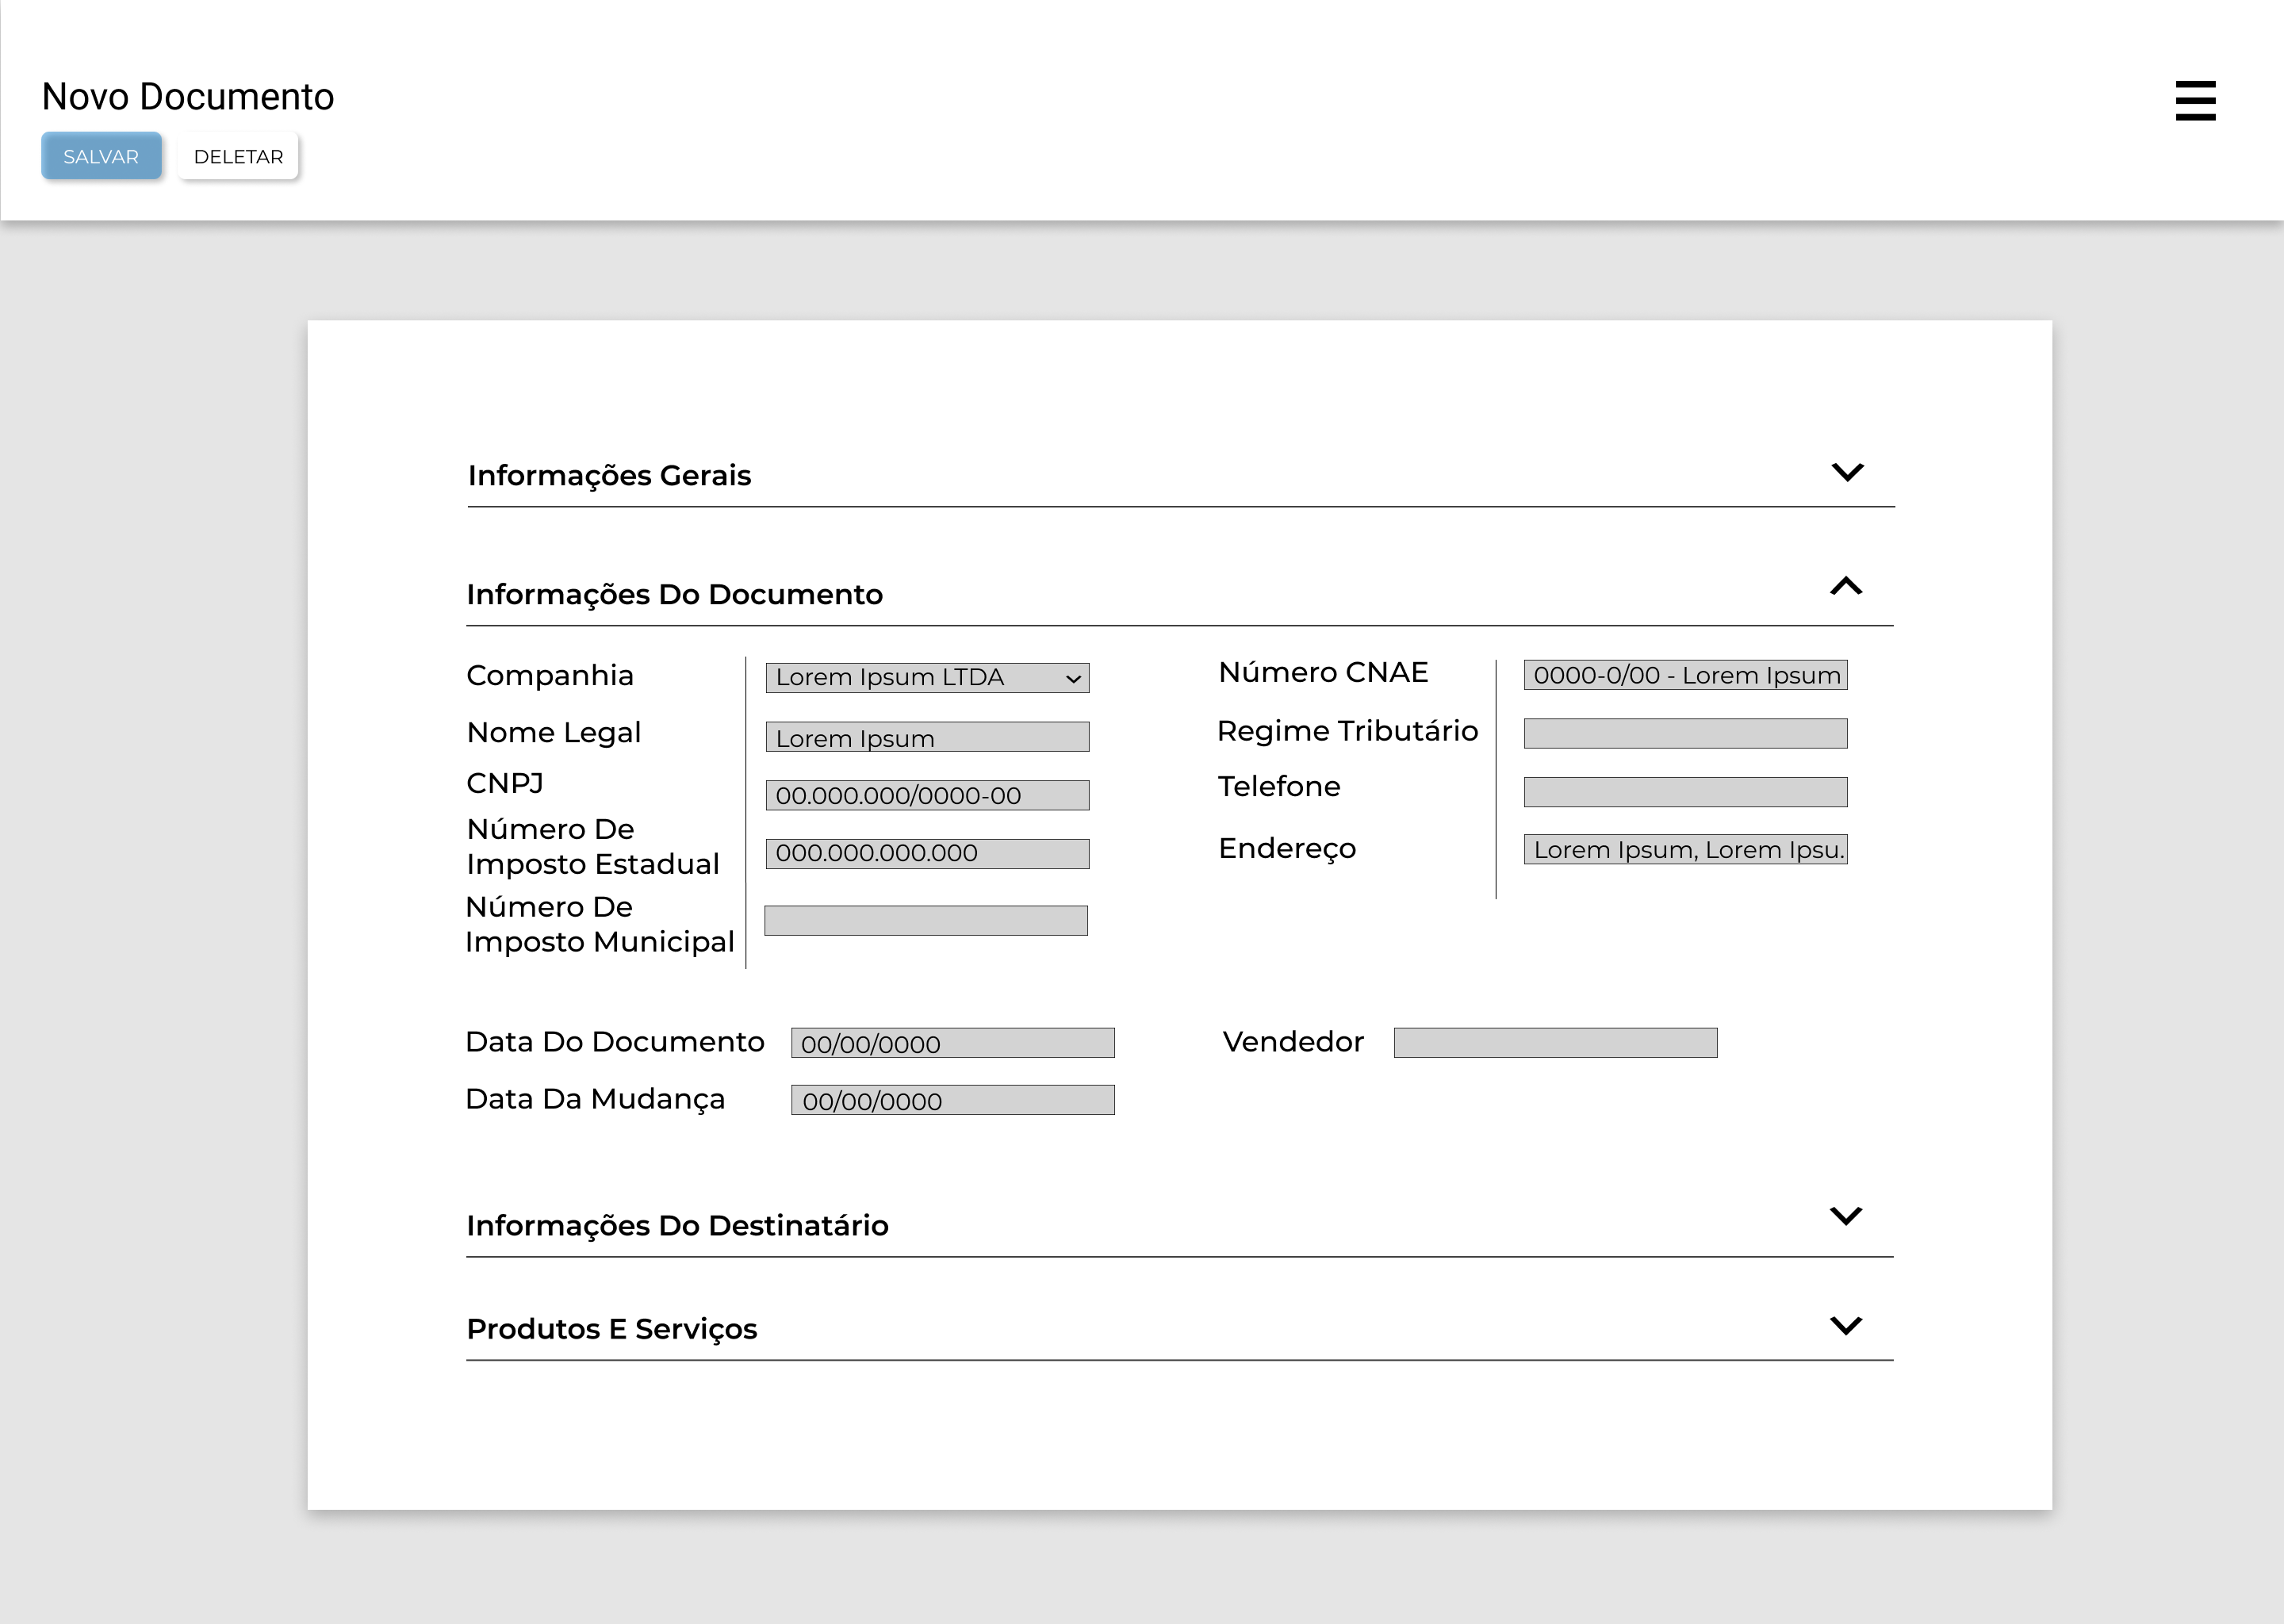 Novo Documento
SALVAR
DELETAR
Informações Gerais
Informações Do Documento
Companhia
Lorem Ipsum LTDA
Nome Legal
Lorem Ipsum
CNPJ
00.000.000/0000-00
Número De
Imposto Estadual
000.000.000.000
Número De
Imposto Municipal
Número CNAE
0000-0/00 - Lorem Ipsum
Regime Tributário
Telefone
Endereço
Lorem Ipsum, Lorem Ipsu.
Data Do Documento
00/00/0000
Vendedor
Data Da Mudança
00/00/0000
Informações Do Destinatário
Produtos E Serviços